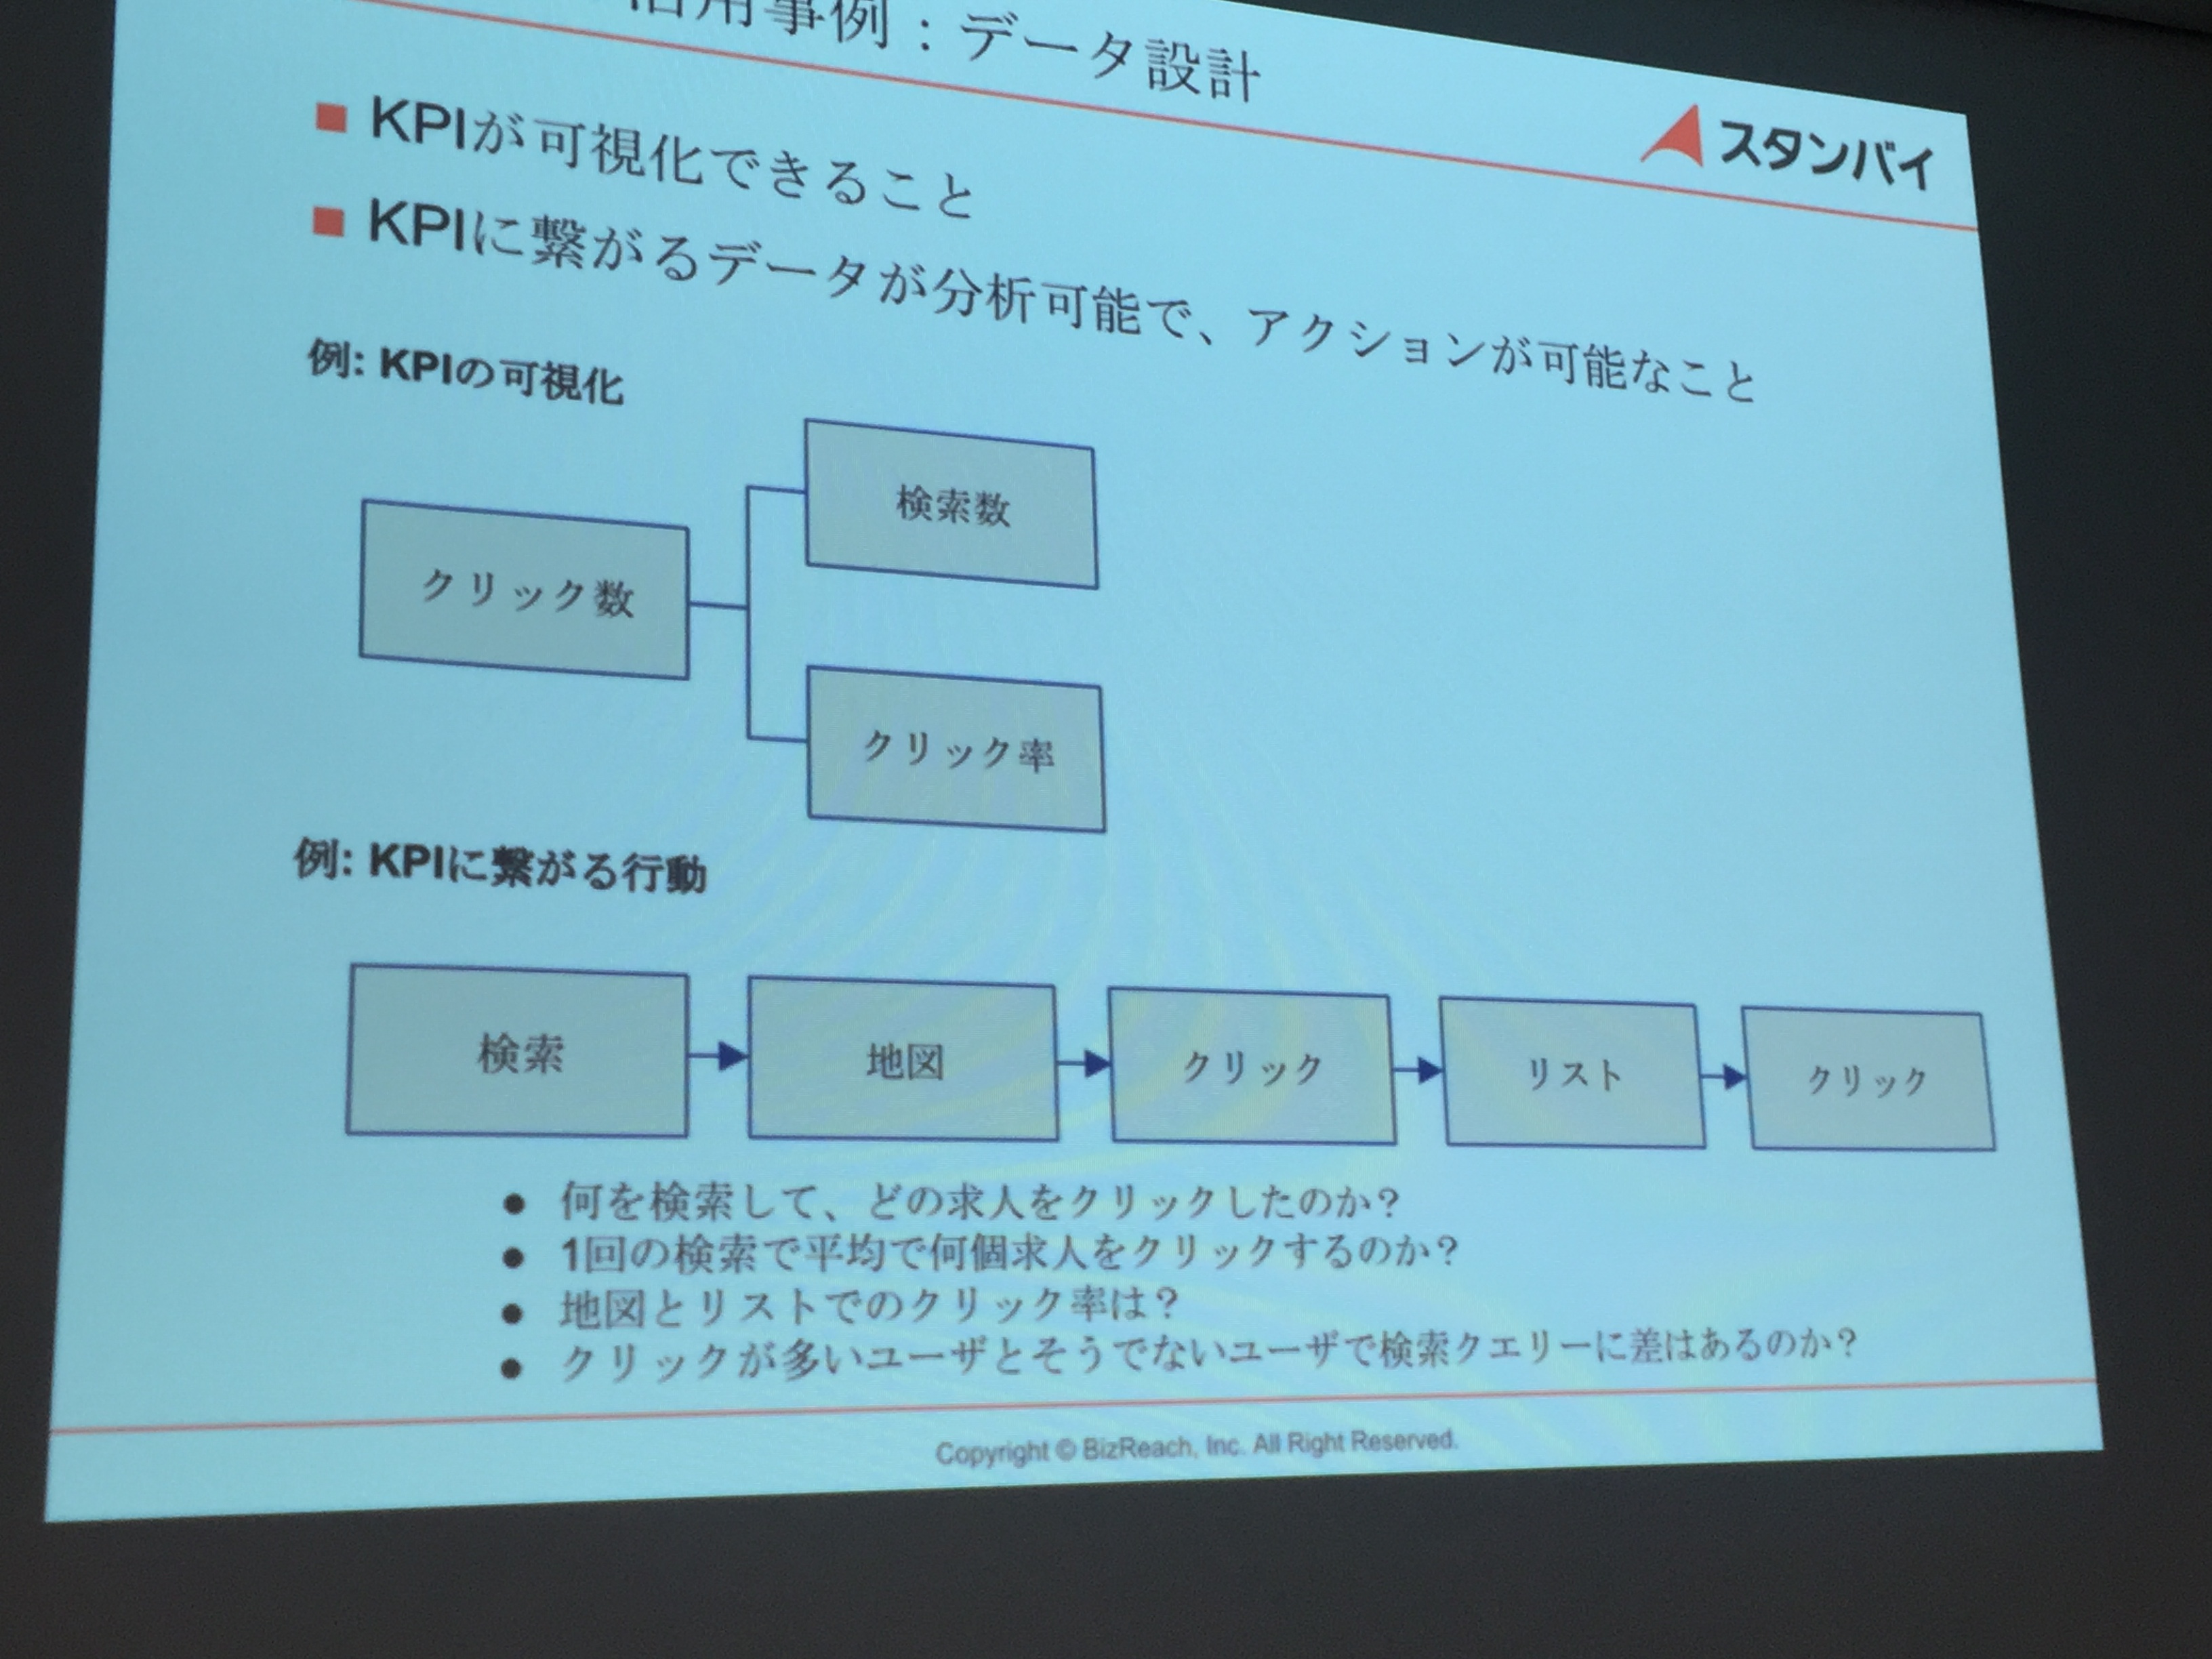 活用事例：データ設計
スタンバイ
KPIが可視化できること
KPIに繋がるデータが分析可能で、アクションが可能なこと
例: KPIの可視化
検索数
クリック数
クリック率
例: KPIに繋がる行動
検索
地図
クリック
リスト
クリック
何を検索して、どの求人をクリックしたのか?
1回の検索で平均で何個求人をクリックするのか?
地図とリストでのクリック率は?
クリックが多いユーザとそうでないユーザで検索クエリーに差はあるのか?
Copyright © BizReach, Inc. All Right Reserved.